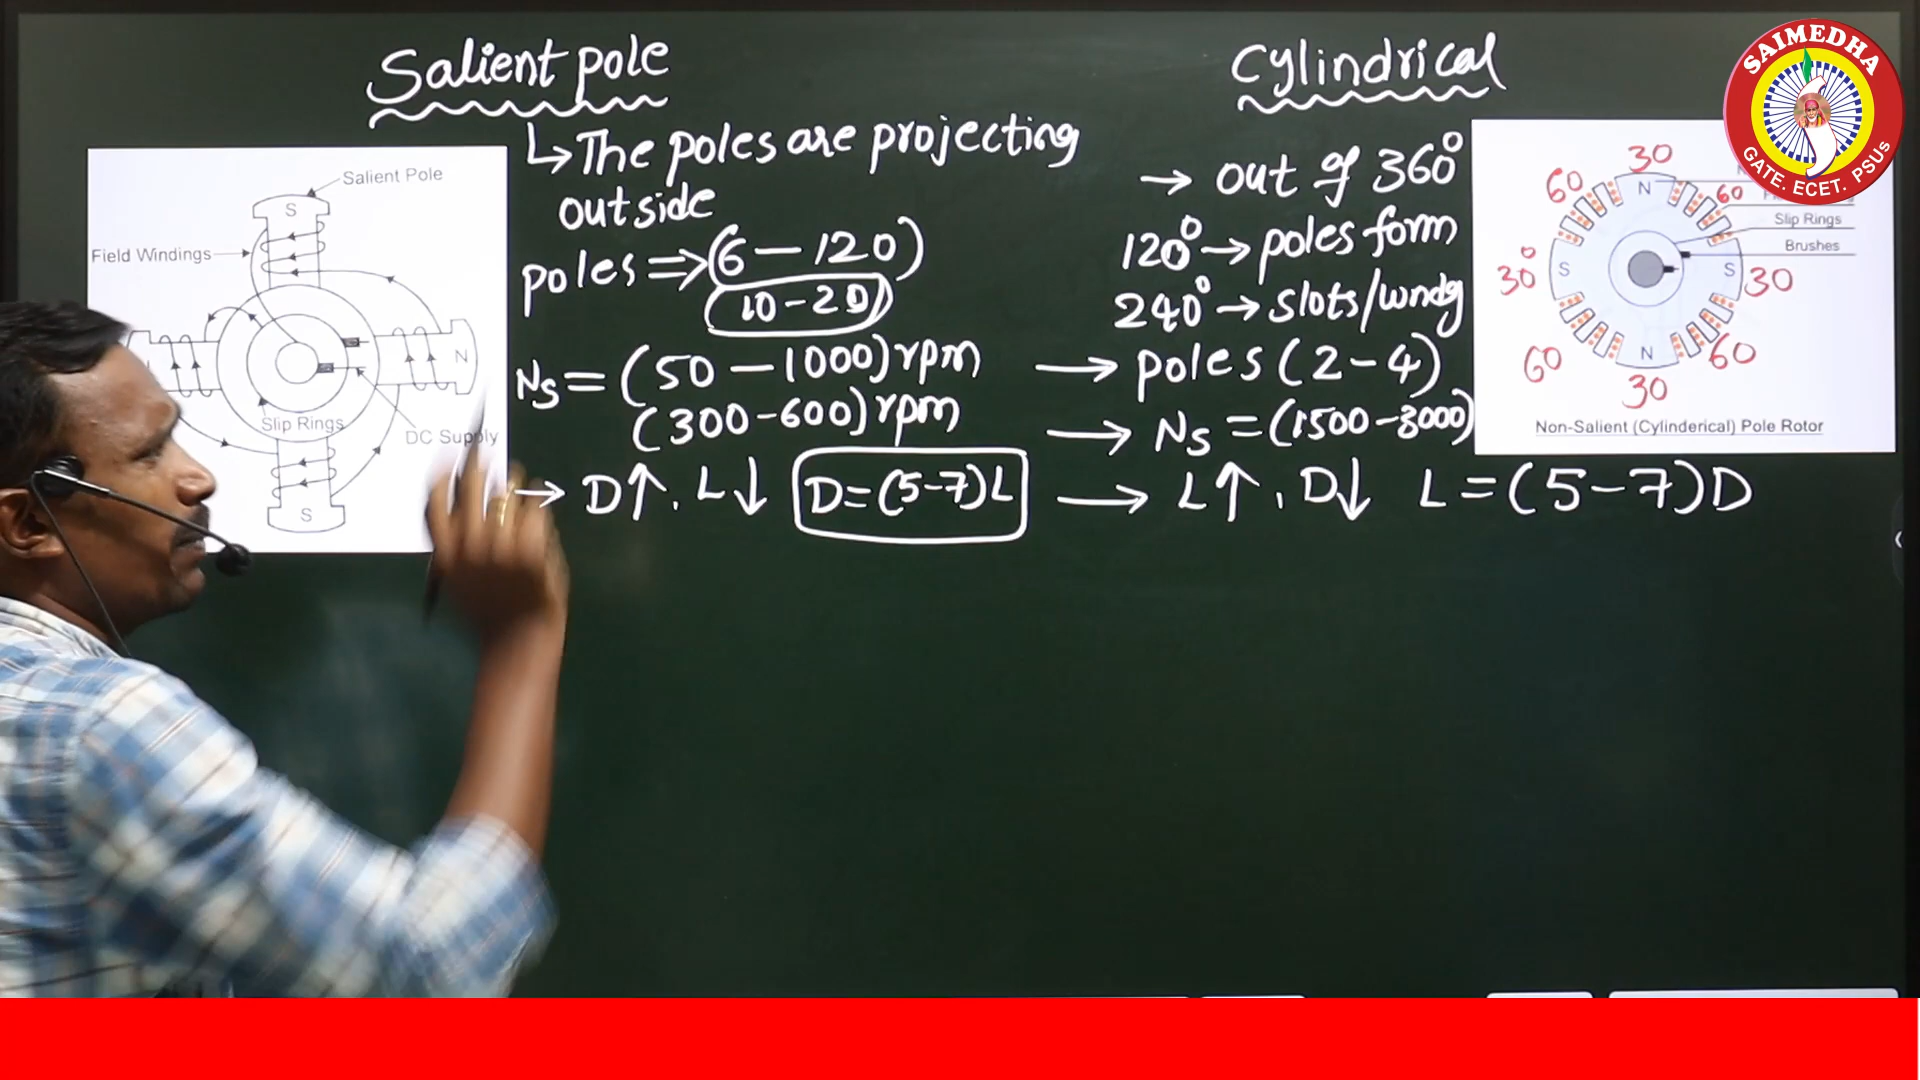 Salient pole
↳ The poles are projecting
outside
poles ⇒ (6 – 120)
(10 – 20)
Ns = (50 – 1000) rpm
(300-600) rpm
→ D↑, L↓ D=(5-7)L
Salient Pole
S
Field Windings
N
Slip Rings
DC Supply
S
Cylindrical
→ out of 360°
120° → poles form
240° → slots/wndg
→ poles (2-4)
→ Ns = (1500-3000)
→ L↑, D↓ L=(5-7)D
30
60 N 60
Slip Rings
Brushes
30° S S 30
60 N 60
30
Non-Salient (Cylinderical) Pole Rotor
SAIMEDHA
GATE. ECET. PSUs